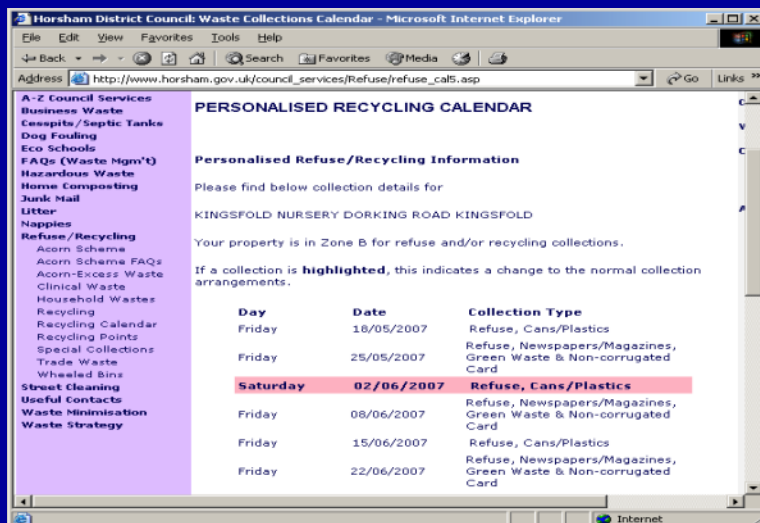 Horsham District Council: Waste Collections Calendar - Microsoft Internet Explorer
File Edit View Favorites Tools Help
Back Search Favorites Media
Address http://www.horsham.gov.uk/council_services/Refuse/refuse_cal5.asp Go Links »
A-Z Council Services
Business Waste
Cesspits/Septic Tanks
Dog Fouling
Eco Schools
FAQs (Waste Mgm't)
Hazardous Waste
Home Composting
Junk Mail
Litter
Nappies
Refuse/Recycling
Acorn Scheme
Acorn Scheme FAQs
Acorn-Excess Waste
Clinical Waste
Household Wastes
Recycling
Recycling Calendar
Recycling Points
Special Collections
Trade Waste
Wheeled Bins
Street Cleaning
Useful Contacts
Waste Minimisation
Waste Strategy
PERSONALISED RECYCLING CALENDAR
Personalised Refuse/Recycling Information
Please find below collection details for
KINGSFOLD NURSERY DORKING ROAD KINGSFOLD
Your property is in Zone B for refuse and/or recycling collections.
If a collection is highlighted, this indicates a change to the normal collection
arrangements.
Day Date Collection Type
Friday 18/05/2007 Refuse, Cans/Plastics
Friday 25/05/2007 Refuse, Newspapers/Magazines,
Green Waste & Non-corrugated
Card
Saturday 02/06/2007 Refuse, Cans/Plastics
Friday 08/06/2007 Refuse, Newspapers/Magazines,
Green Waste & Non-corrugated
Card
Friday 15/06/2007 Refuse, Cans/Plastics
Friday 22/06/2007 Refuse, Newspapers/Magazines,
Green Waste & Non-corrugated
Card
Internet